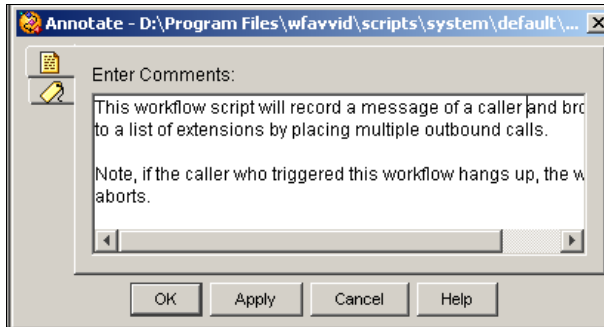 Annotate - D:\Program Files\wfavvid\scripts\system\default\...
Enter Comments:
This workflow script will record a message of a caller and bro
to a list of extensions by placing multiple outbound calls.
Note, if the caller who triggered this workflow hangs up, the w
aborts.
OK Apply Cancel Help